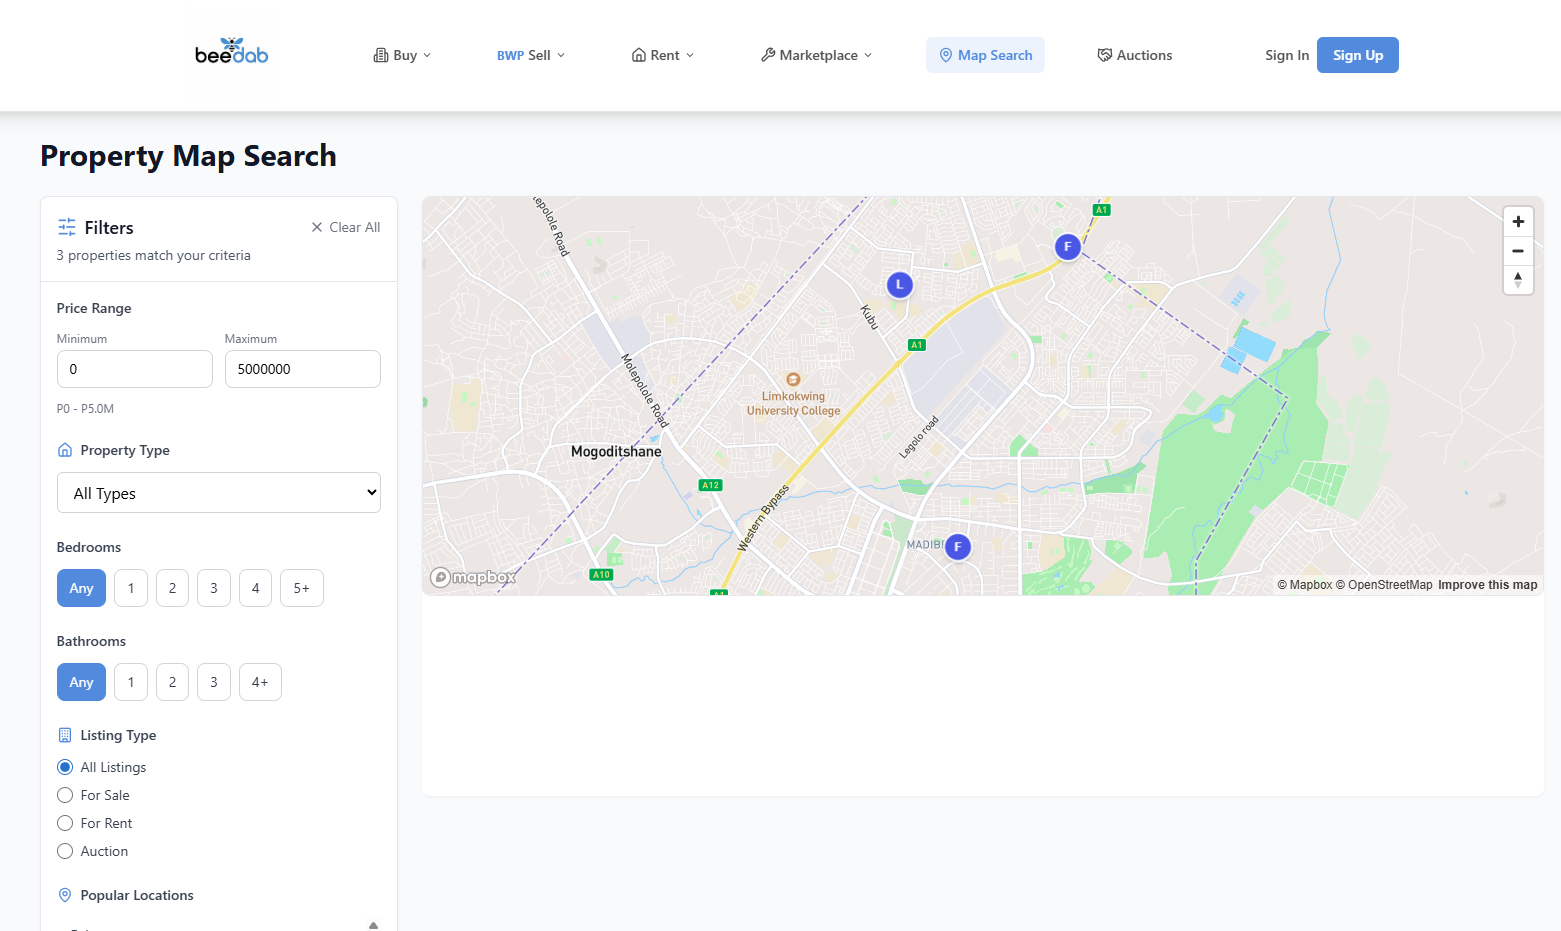 beedab
Buy
BWP Sell
Rent
Marketplace
Map Search
Auctions
Sign In
Sign Up
Property Map Search
Filters
Clear All
3 properties match your criteria
Price Range
Minimum
Maximum
0
5000000
P0 - P5.0M
Property Type
All Types
Bedrooms
Any
1
2
3
4
5+
Bathrooms
Any
1
2
3
4+
Listing Type
All Listings
For Sale
For Rent
Auction
Popular Locations
epolole Road
A1
F
L
Kubu
A1
Molepolole Road
Limkokwing
University College
Legolo road
Mogoditshane
A12
Western Bypass
F
A10
A1
mapbox
© Mapbox © OpenStreetMap Improve this map